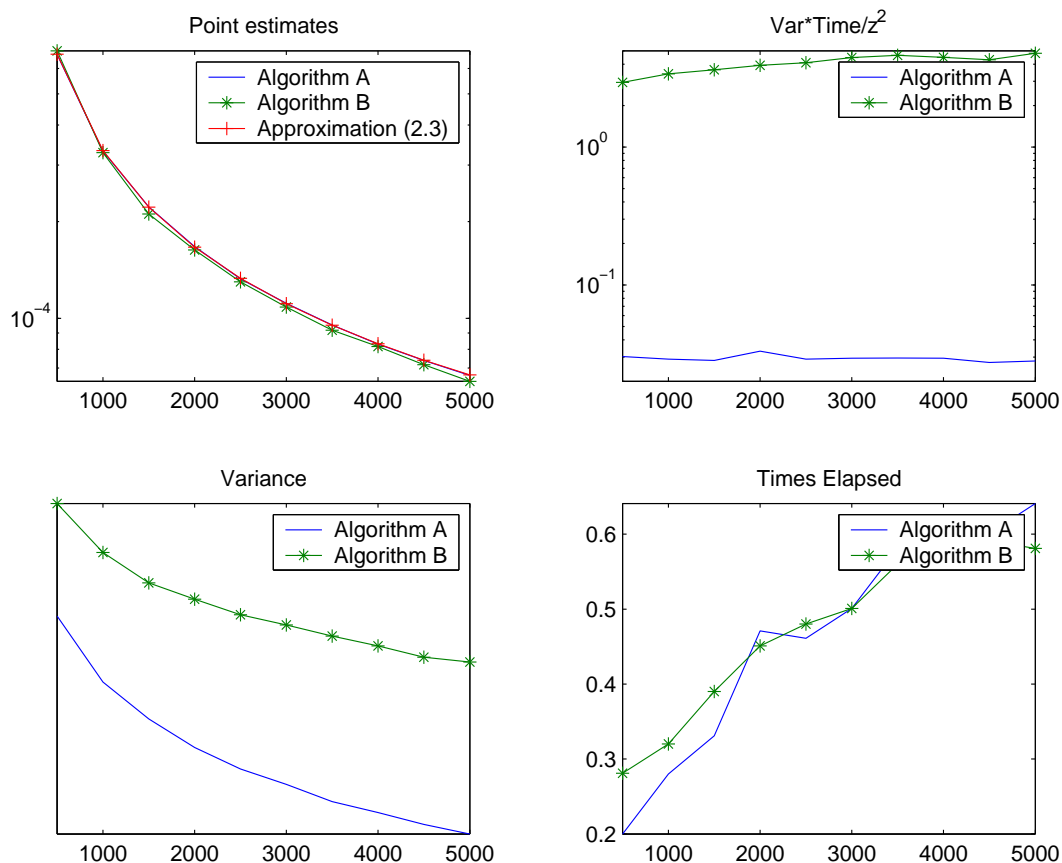 Point estimates
Algorithm A
Algorithm B
Approximation (2.3)
10^-4
1000 2000 3000 4000 5000
Var*Time/z^2
Algorithm A
Algorithm B
10^0
10^-1
1000 2000 3000 4000 5000
Variance
Algorithm A
Algorithm B
1000 2000 3000 4000 5000
Times Elapsed
Algorithm A
Algorithm B
0.6
0.5
0.4
0.3
0.2
1000 2000 3000 4000 5000